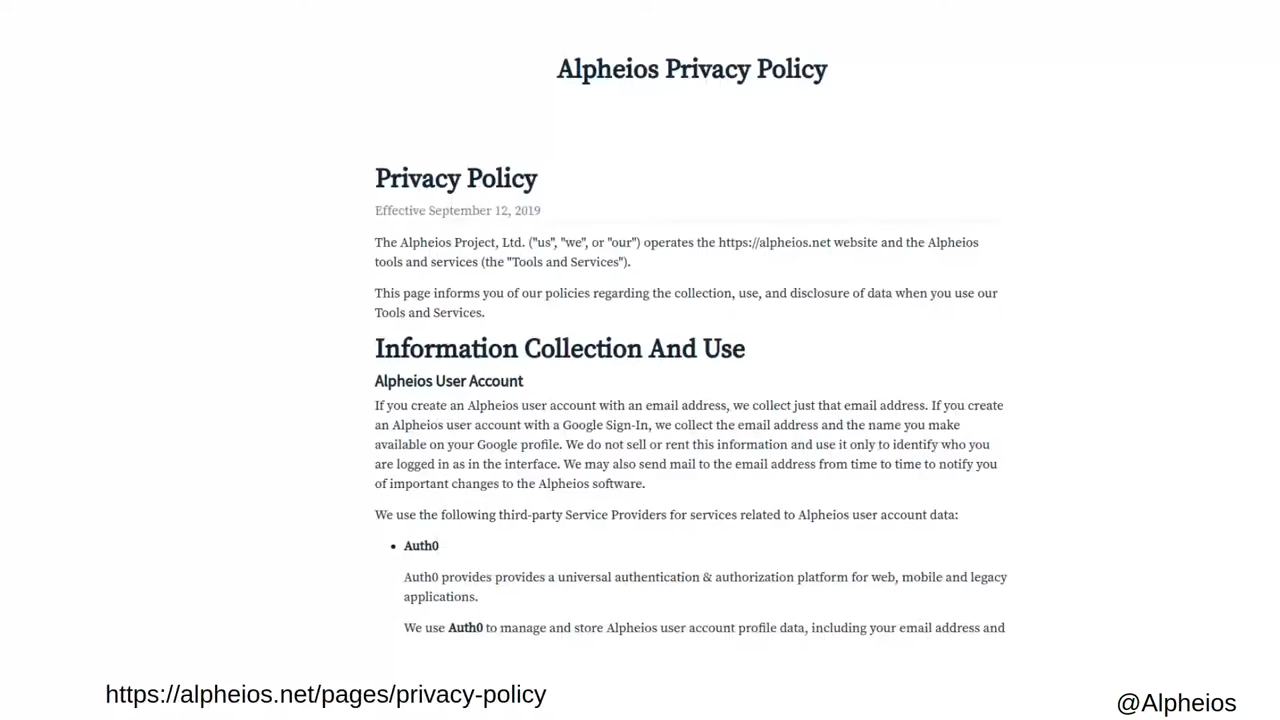 Alpheios Privacy Policy
Privacy Policy
Effective September 12, 2019
The Alpheios Project, Ltd. ("us", "we", or "our") operates the https://alpheios.net website and the Alpheios
tools and services (the "Tools and Services").
This page informs you of our policies regarding the collection, use, and disclosure of data when you use our
Tools and Services.
Information Collection And Use
Alpheios User Account
If you create an Alpheios user account with an email address, we collect just that email address. If you create
an Alpheios user account with a Google Sign-In, we collect the email address and the name you make
available on your Google profile. We do not sell or rent this information and use it only to identify who you
are logged in as in the interface. We may also send mail to the email address from time to time to notify you
of important changes to the Alpheios software.
We use the following third-party Service Providers for services related to Alpheios user account data:
• Auth0
Auth0 provides provides a universal authentication & authorization platform for web, mobile and legacy
applications.
We use Auth0 to manage and store Alpheios user account profile data, including your email address and
https://alpheios.net/pages/privacy-policy
@Alpheios